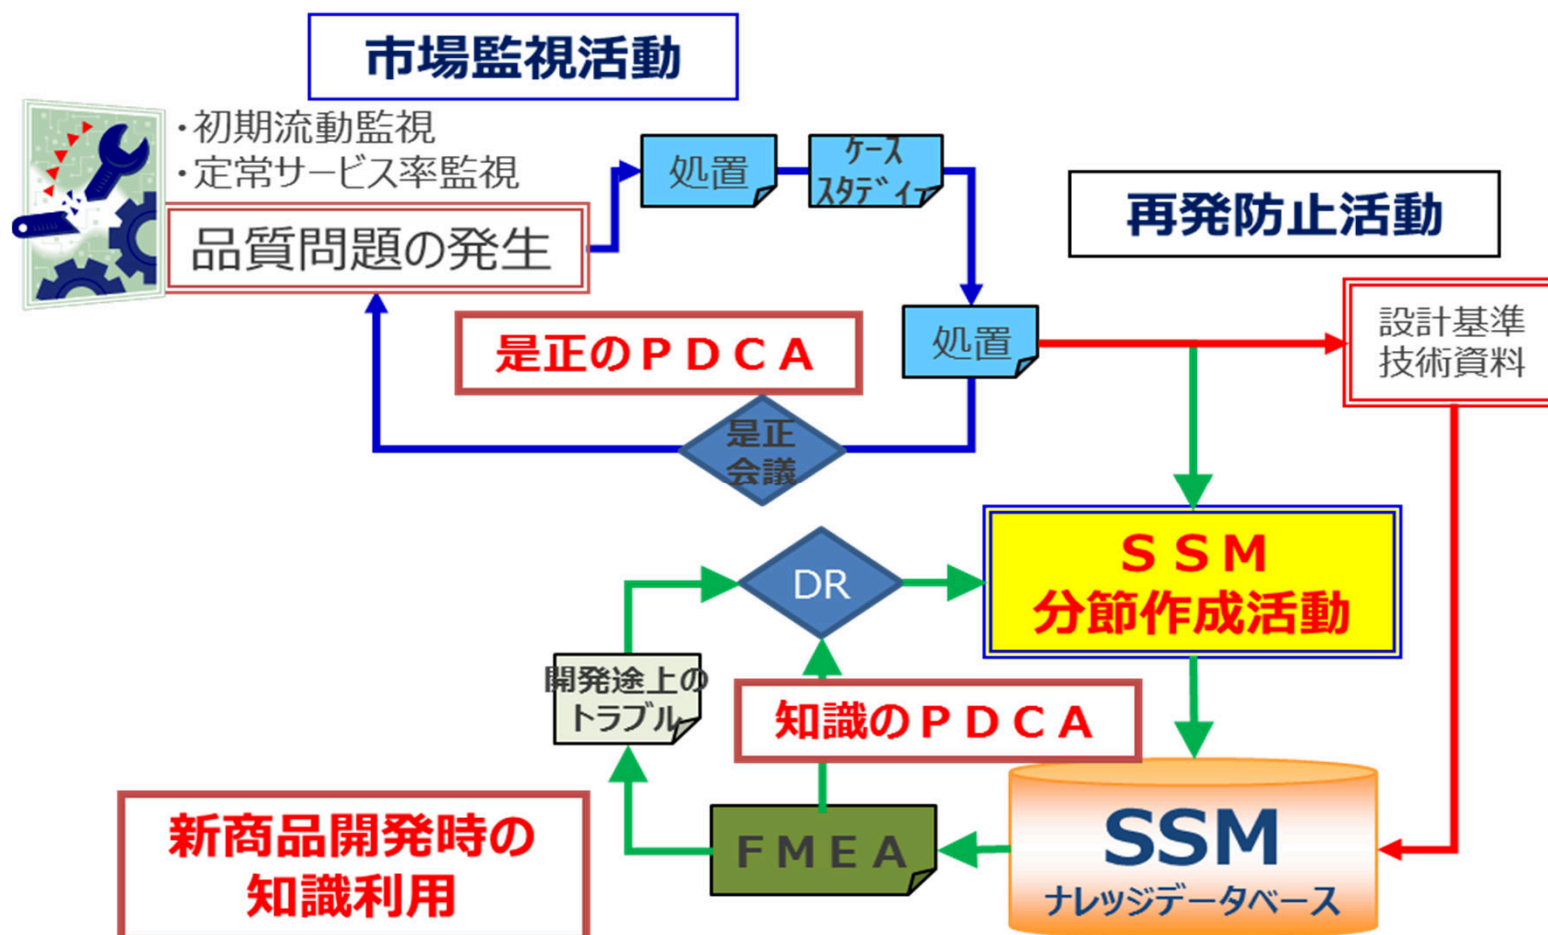 市場監視活動
・初期流動監視
・定常サービス率監視
品質問題の発生
処置
ケース
スタディ
再発防止活動
是正のＰＤＣＡ
処置
設計基準
技術資料
是正
会議
ＳＳＭ
分節作成活動
DR
開発途上の
トラブル
知識のＰＤＣＡ
新商品開発時の
知識利用
ＦＭＥＡ
SSM
ナレッジデータベース